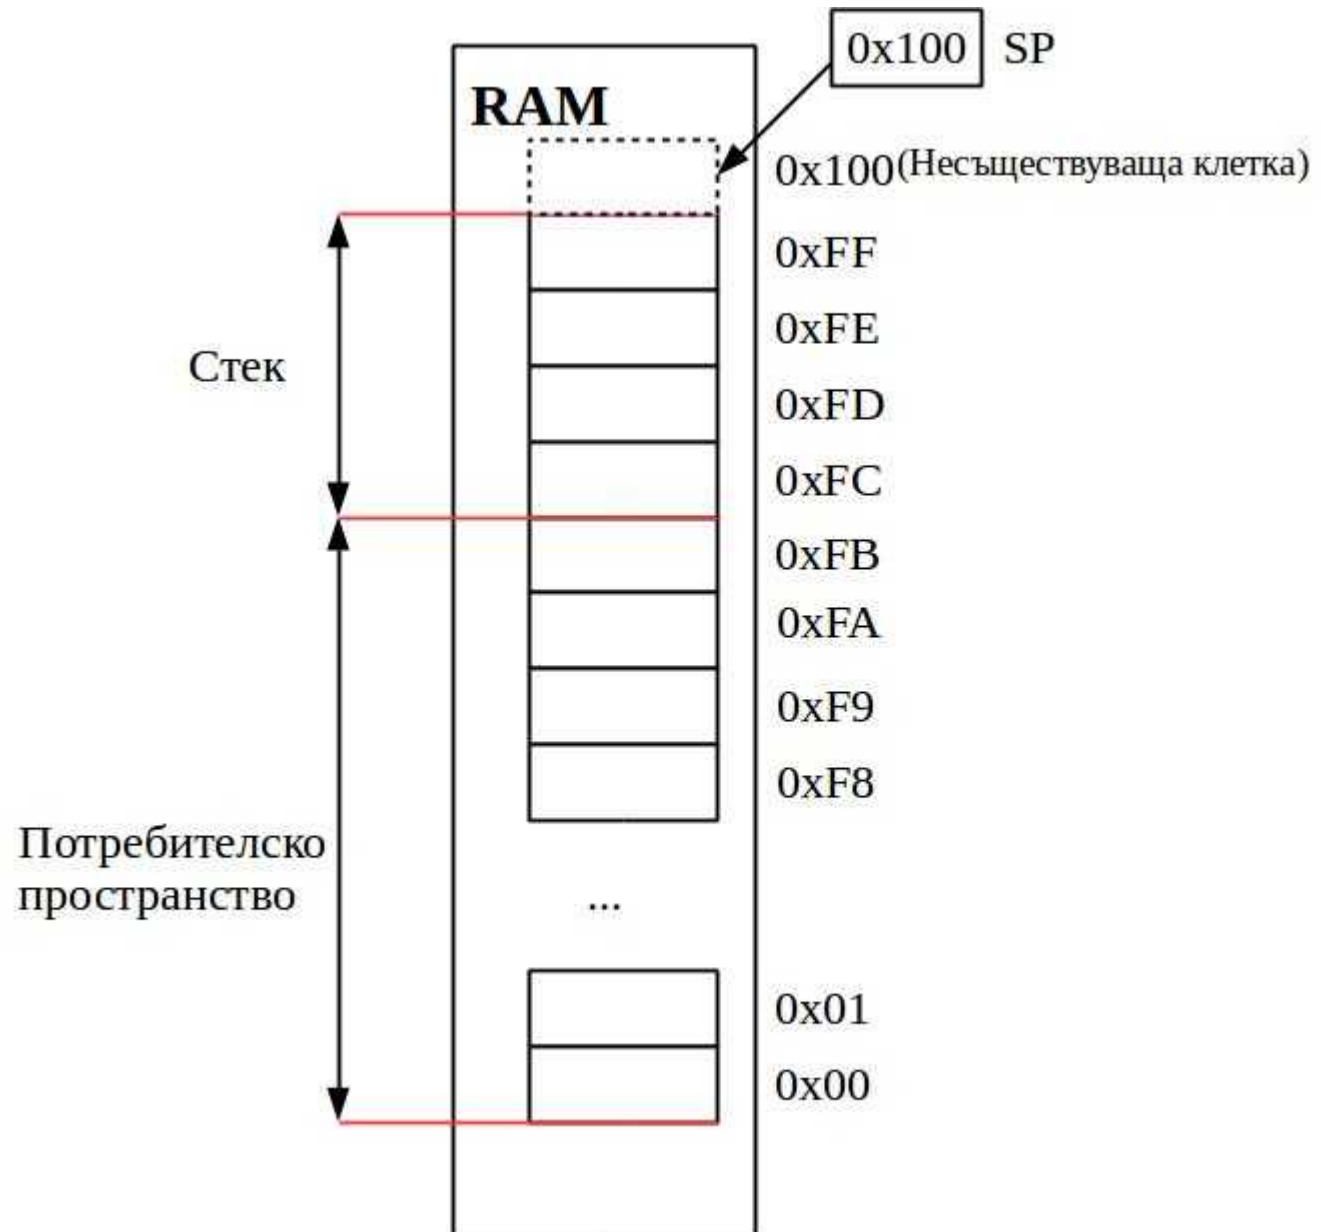 0x100 SP
RAM
0x100(Несъществуваща клетка)
0xFF
0xFE
Стек
0xFD
0xFC
0xFB
0xFA
0xF9
0xF8
Потребителско
пространство
...
0x01
0x00